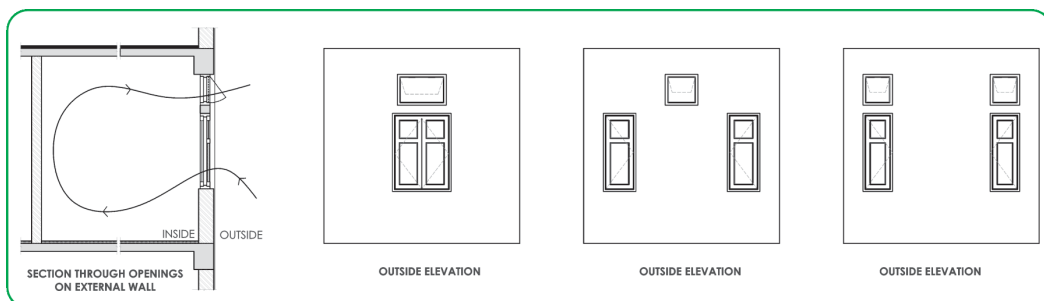 INSIDE
OUTSIDE
SECTION THROUGH OPENINGS
ON EXTERNAL WALL
OUTSIDE ELEVATION
OUTSIDE ELEVATION
OUTSIDE ELEVATION